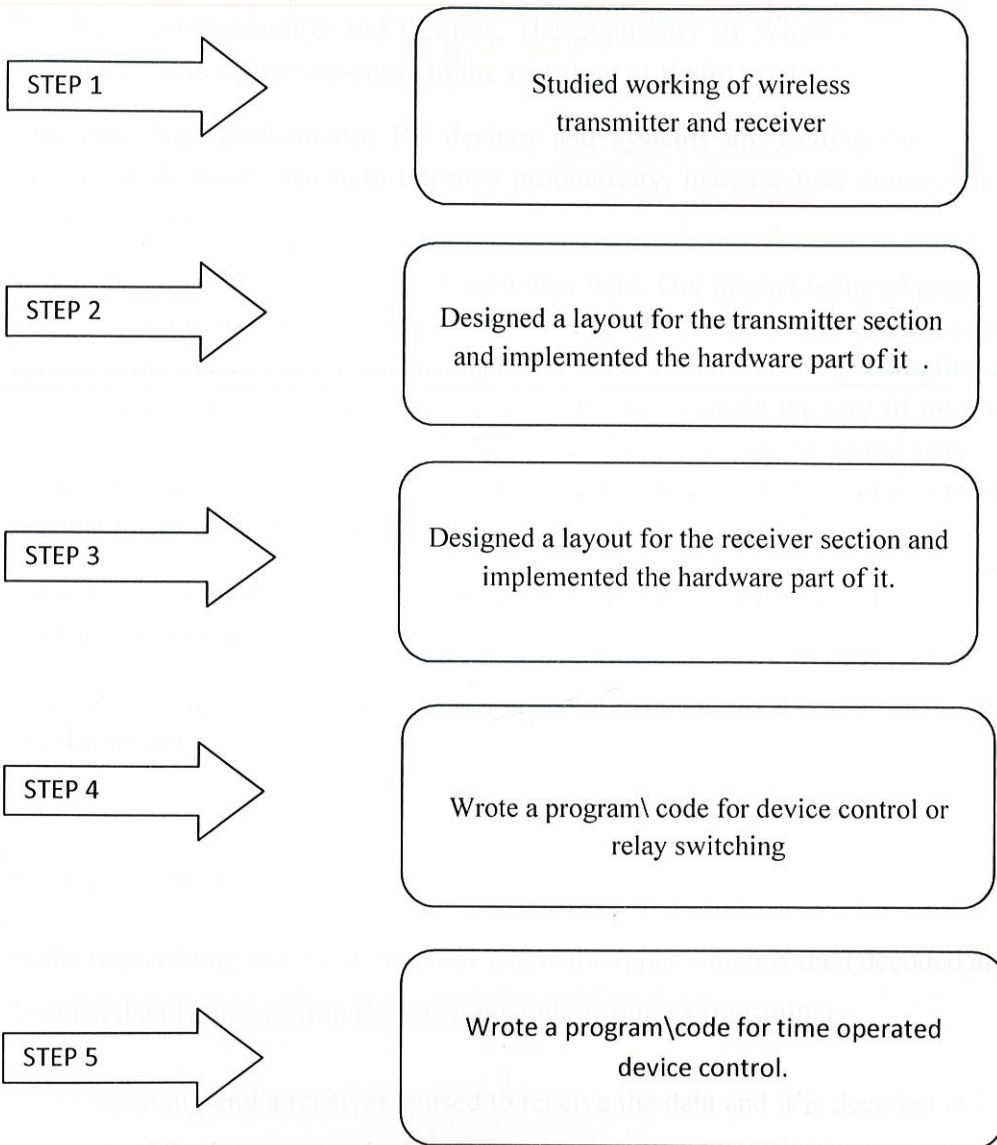 STEP 1
Studied working of wireless
transmitter and receiver
STEP 2
Designed a layout for the transmitter section
and implemented the hardware part of it .
STEP 3
Designed a layout for the receiver section and
implemented the hardware part of it.
STEP 4
Wrote a program\ code for device control or
relay switching
STEP 5
Wrote a program\code for time operated
device control.